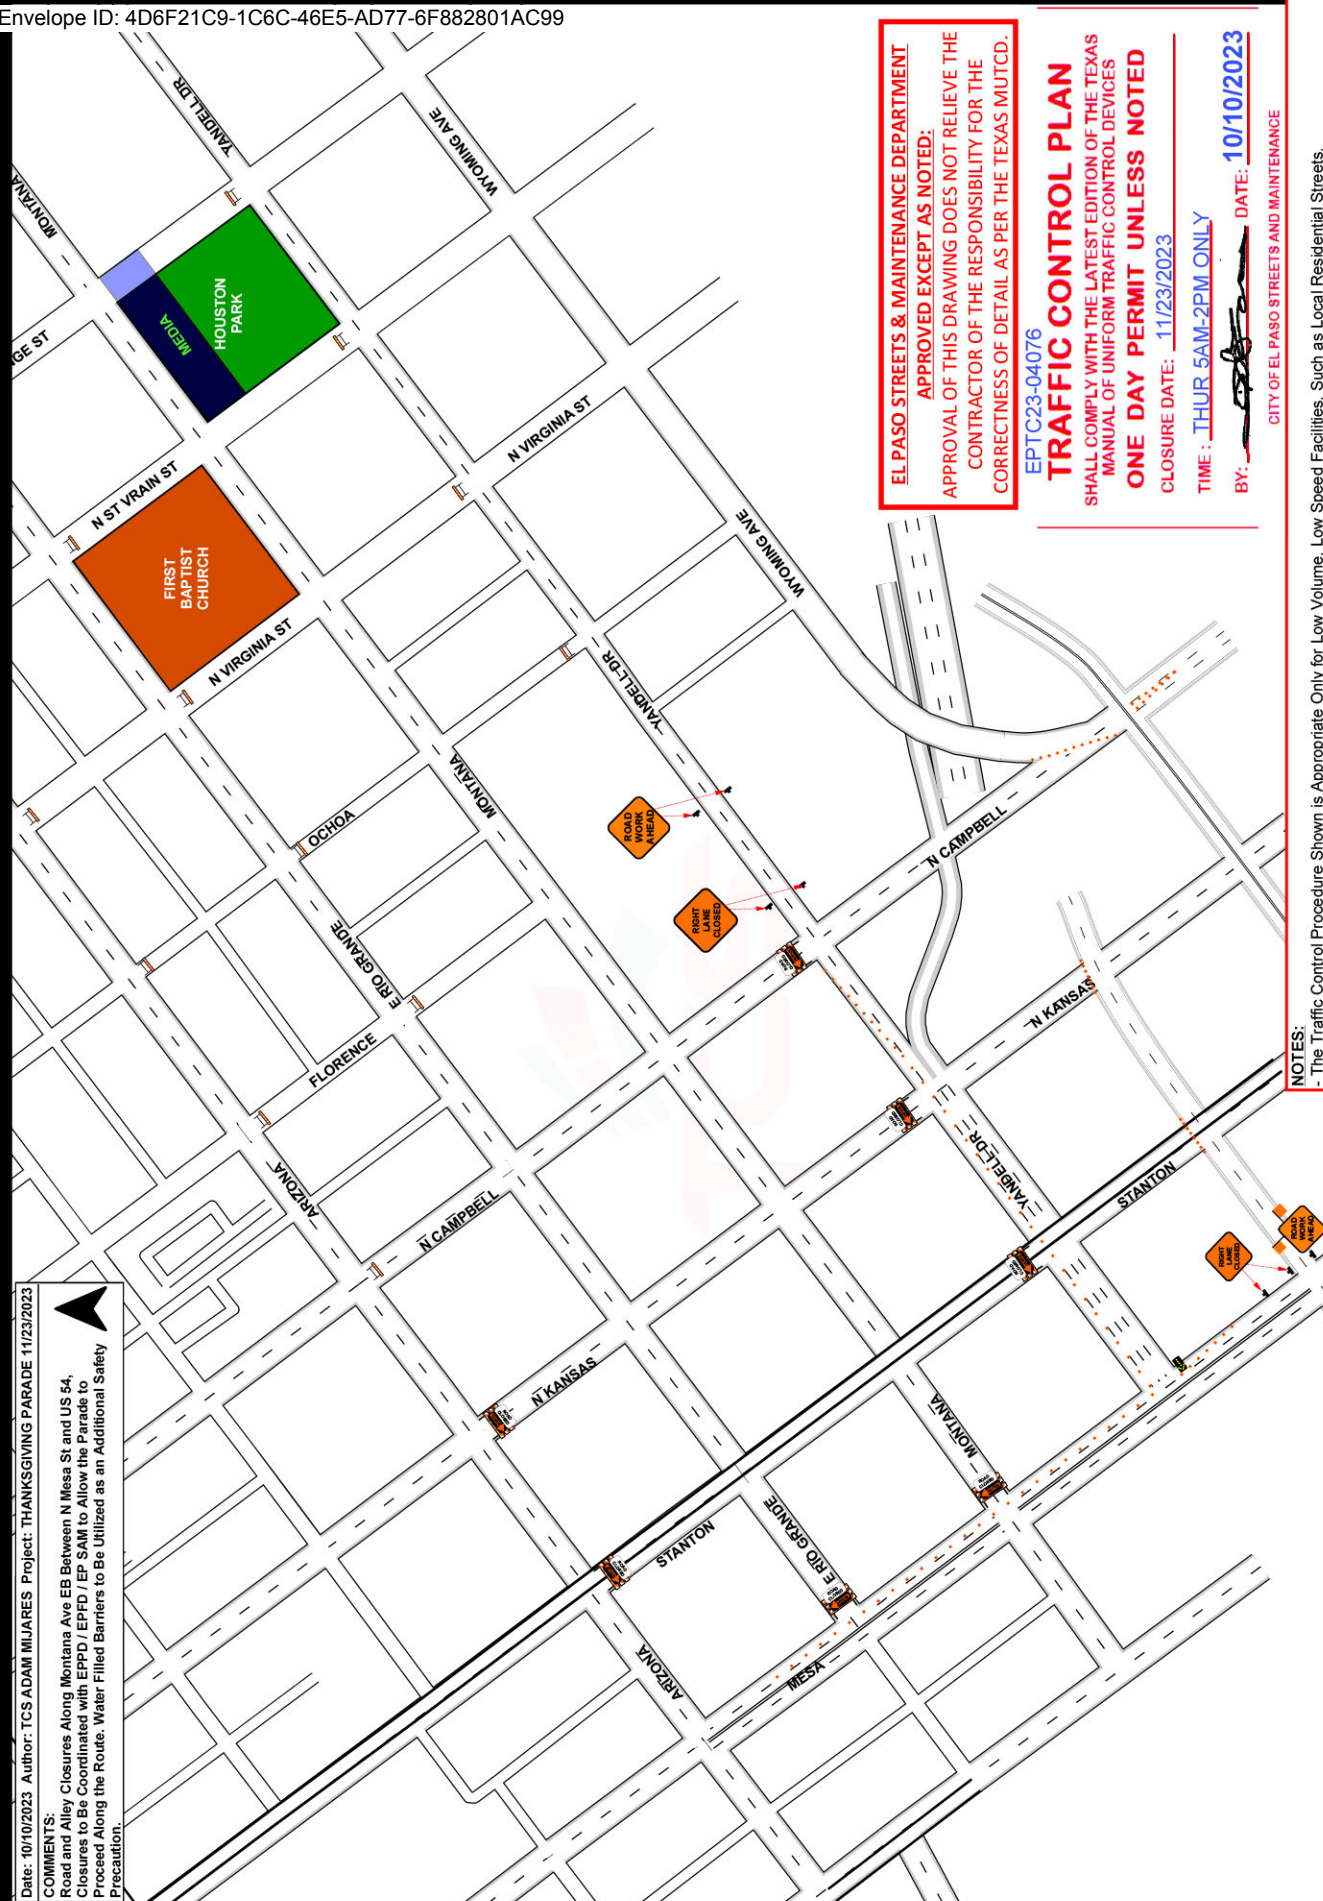 Envelope ID: 4D6F21C9-1C6C-46E5-AD77-6F882801AC99
Date: 10/10/2023 Author: TCS ADAM MIJARES Project: THANKSGIVING PARADE 11/23/2023
COMMENTS:
Road and Alley Closures Along Montana Ave EB Between N Mesa St and US 54,
Closures to Be Coordinated with EPPD / EPFD / EP SAM to Allow the Parade to
Proceed Along the Route. Water Filled Barriers to Be Utilized as an Additional Safety
Precaution.
MONTANA
YANDELL DR
WYOMING AVE
GE ST
MEDIA
HOUSTON
PARK
N ST VRAIN ST
FIRST
BAPTIST
CHURCH
N VIRGINIA ST
N VIRGINIA ST
WYOMING AVE
OCHOA
MONTANA
YANDELL DR
ROAD
WORK
AHEAD
RIGHT
LANE
CLOSED
N CAMPBELL
E RIO GRANDE
FLORENCE
ARIZONA
N CAMPBELL
N KANSAS
YANDELL DR
STANTON
ROAD
WORK
AHEAD
RIGHT
LANE
CLOSED
N KANSAS
MONTANA
E RIO GRANDE
STANTON
ARIZONA
MESA
EL PASO STREETS & MAINTENANCE DEPARTMENT
APPROVED EXCEPT AS NOTED:
APPROVAL OF THIS DRAWING DOES NOT RELIEVE THE
CONTRACTOR OF THE RESPONSIBILITY FOR THE
CORRECTNESS OF DETAIL AS PER THE TEXAS MUTCD.
EPTC23-04076
TRAFFIC CONTROL PLAN
SHALL COMPLY WITH THE LATEST EDITION OF THE TEXAS
MANUAL OF UNIFORM TRAFFIC CONTROL DEVICES
ONE DAY PERMIT UNLESS NOTED
CLOSURE DATE: 11/23/2023
TIME : THUR 5AM-2PM ONLY
BY: DATE: 10/10/2023
CITY OF EL PASO STREETS AND MAINTENANCE
NOTES:
- The Traffic Control Procedure Shown is Appropriate Only for Low Volume, Low Speed Facilities, Such as Local Residential Streets.